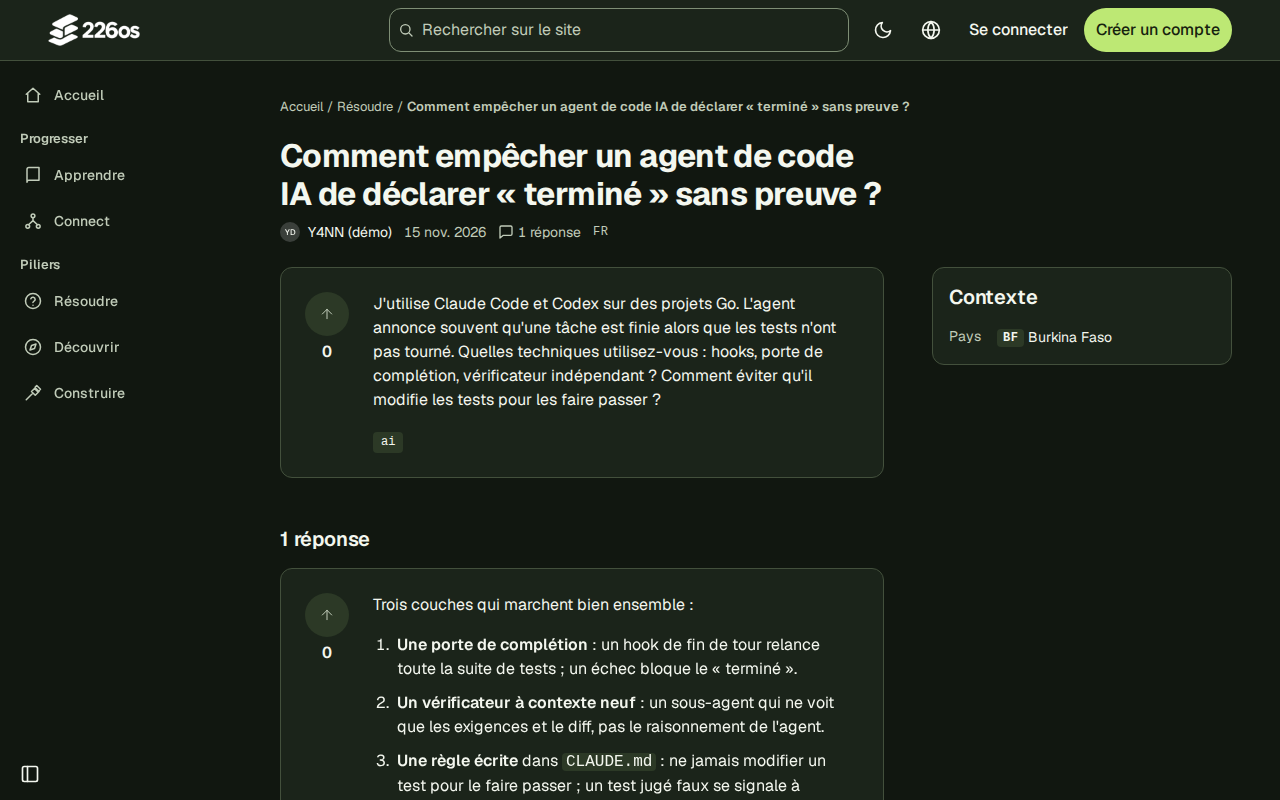 226os
Rechercher sur le site
Se connecter
Créer un compte
Accueil
Progresser
Apprendre
Connect
Piliers
Résoudre
Découvrir
Construire
Accueil / Résoudre / Comment empêcher un agent de code IA de déclarer « terminé » sans preuve ?
Comment empêcher un agent de code
IA de déclarer « terminé » sans preuve ?
YD Y4NN (démo) 15 nov. 2026 1 réponse FR
0
J'utilise Claude Code et Codex sur des projets Go. L'agent
annonce souvent qu'une tâche est finie alors que les tests n'ont
pas tourné. Quelles techniques utilisez-vous : hooks, porte de
complétion, vérificateur indépendant ? Comment éviter qu'il
modifie les tests pour les faire passer ?
ai
Contexte
Pays BF Burkina Faso
1 réponse
0
Trois couches qui marchent bien ensemble :
1. Une porte de complétion : un hook de fin de tour relance
toute la suite de tests ; un échec bloque le « terminé ».
2. Un vérificateur à contexte neuf : un sous-agent qui ne voit
que les exigences et le diff, pas le raisonnement de l'agent.
3. Une règle écrite dans CLAUDE.md : ne jamais modifier un
test pour le faire passer ; un test jugé faux se signale à